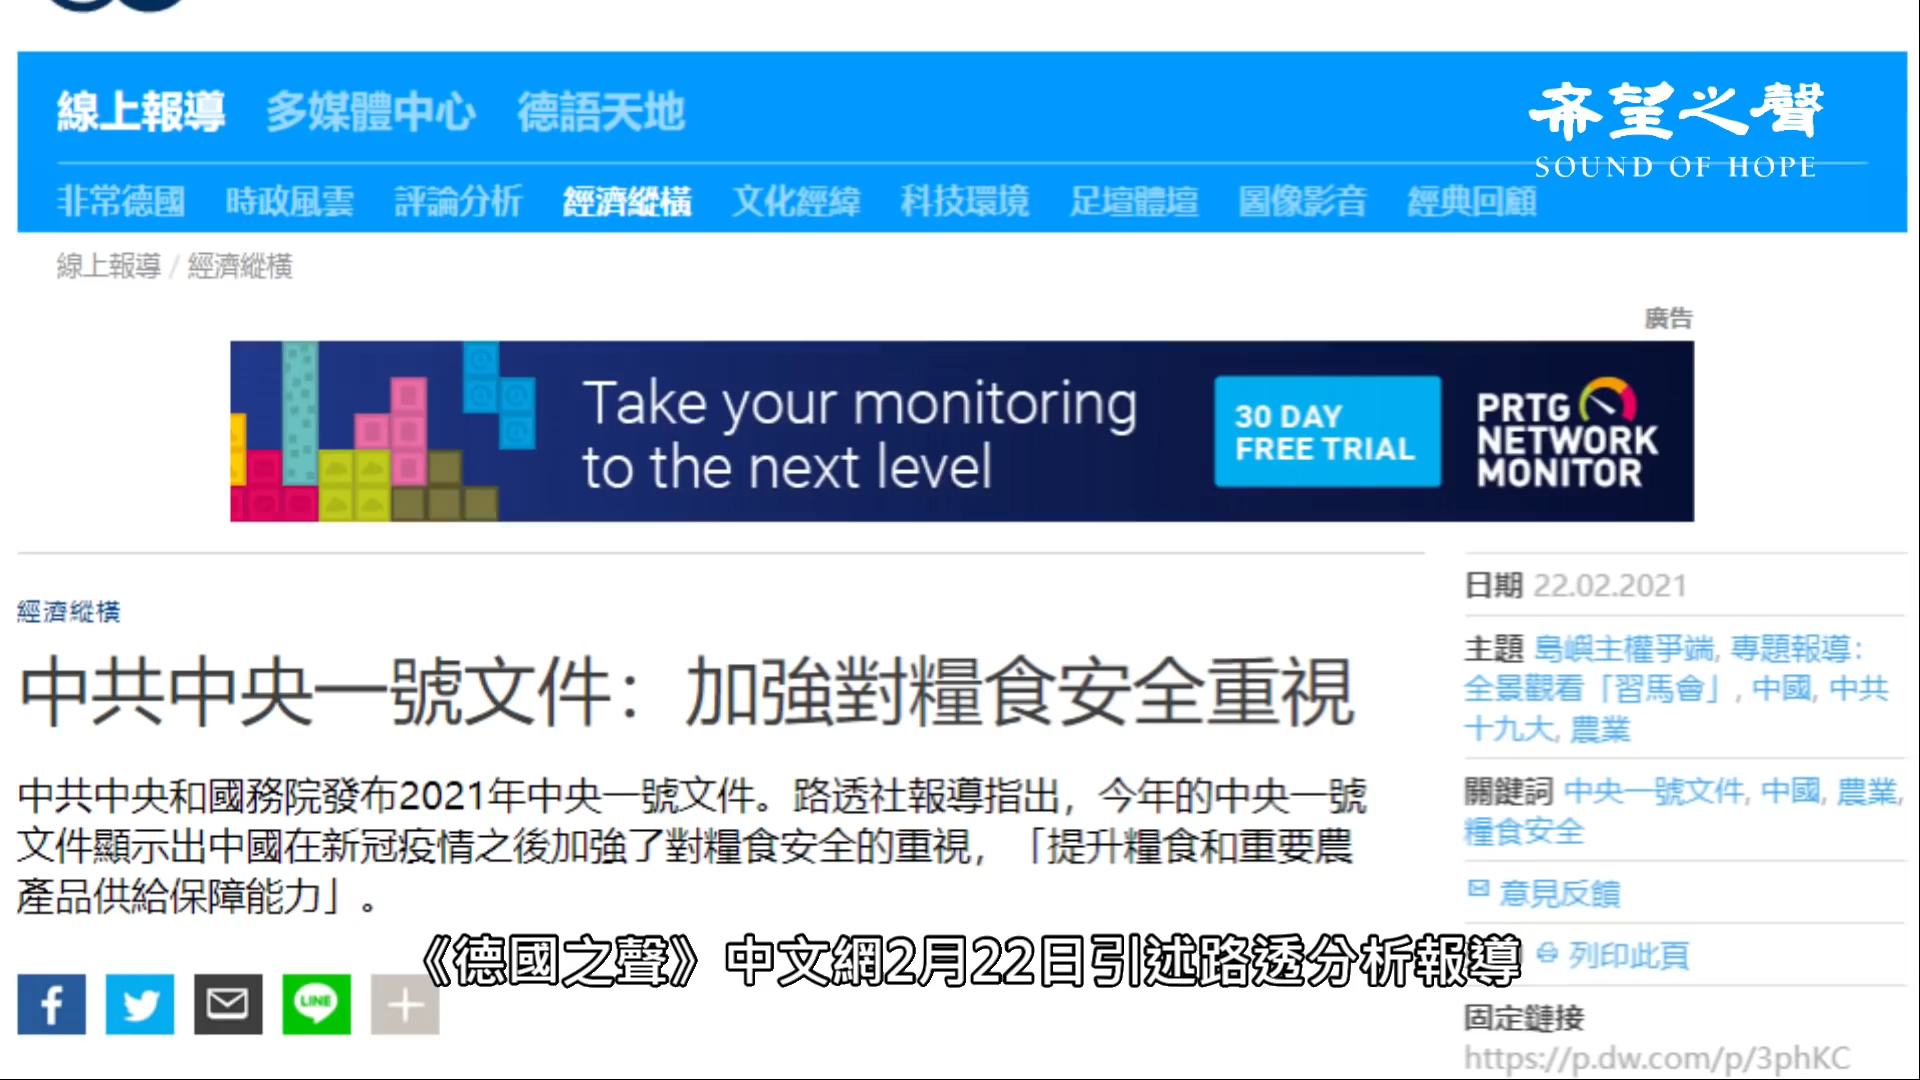 線上報導 多媒體中心 德語天地
希望之聲
SOUND OF HOPE
非常德國 時政風雲 評論分析 經濟縱橫 文化經緯 科技環境 足壇體壇 圖像影音 經典回顧
線上報導 / 經濟縱橫
廣告
Take your monitoring
to the next level
30 DAY
FREE TRIAL
PRTG
NETWORK
MONITOR
經濟縱橫
中共中央一號文件：加強對糧食安全重視
中共中央和國務院發布2021年中央一號文件。路透社報導指出，今年的中央一號
文件顯示出中國在新冠疫情之後加強了對糧食安全的重視，「提升糧食和重要農
產品供給保障能力」。
日期 22.02.2021
主題 島嶼主權爭端, 專題報導：
全景觀看「習馬會」, 中國, 中共
十九大, 農業
關鍵詞 中央一號文件, 中國, 農業,
糧食安全
意見反饋
列印此頁
固定鏈接
https://p.dw.com/p/3phKC
LINE
《德國之聲》中文網2月22日引述路透分析報導